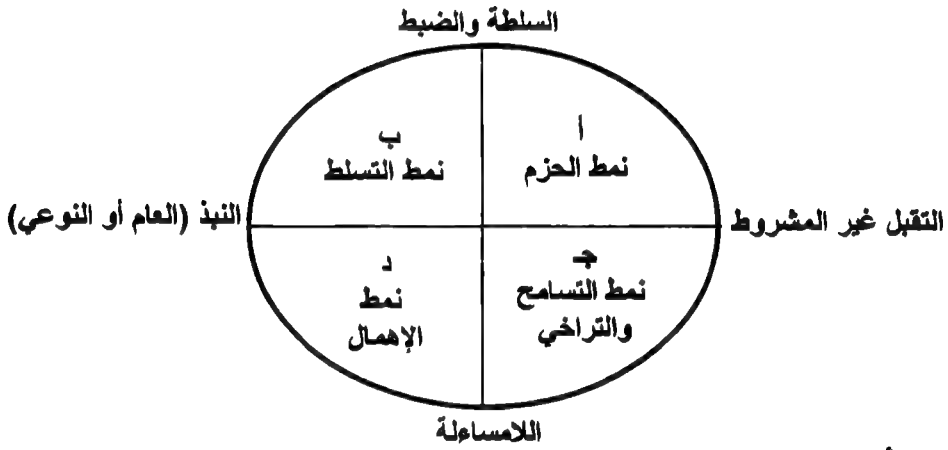 السلطة والضبط
أ
نمط الحزم
ب
نمط التسلط
التقبل غير المشروط
النبذ (العام أو النوعي)
جـ
نمط التسامح
والتراخي
د
نمط
الإهمال
اللامساءلة